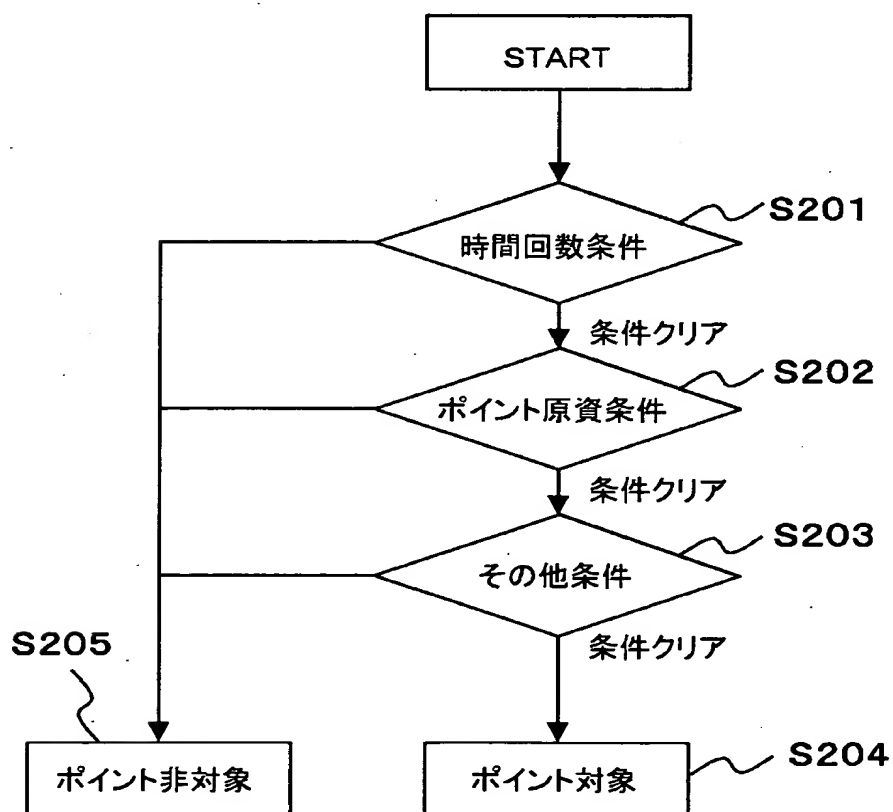 START
S201
時間回数条件
条件クリア
S202
ポイント原資条件
条件クリア
S203
その他条件
条件クリア
S205
ポイント非対象
ポイント対象
S204